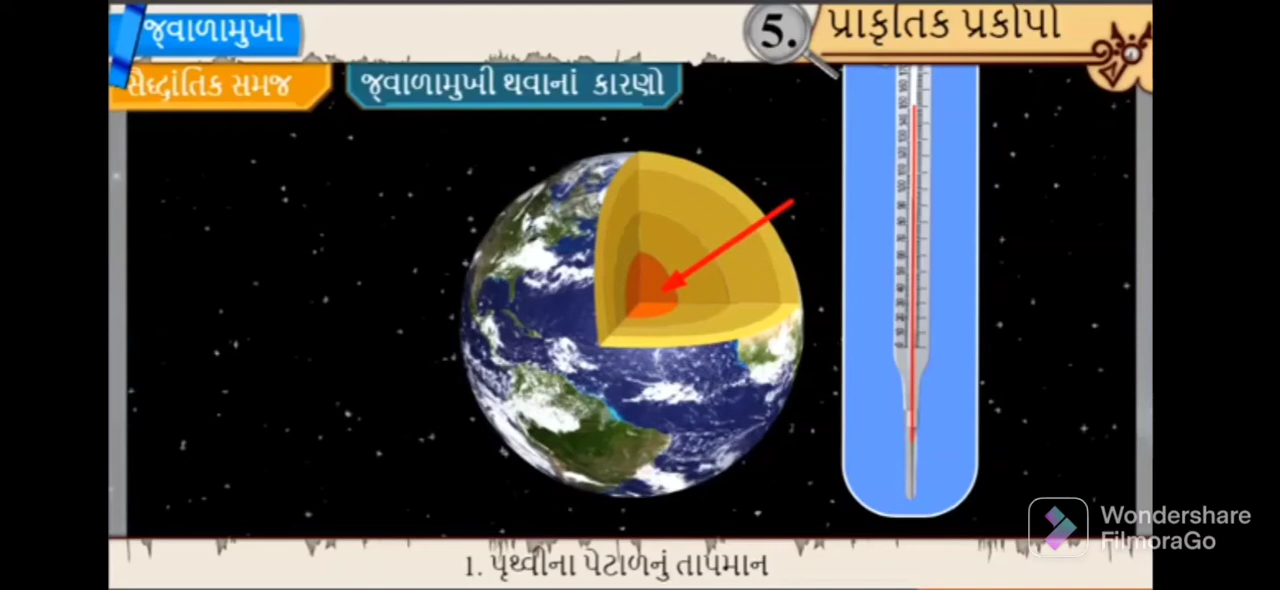 જ્વાળામુખી
5. પ્રાકૃતિક પ્રકોપો
સૈદ્ધાંતિક સમજ
જ્વાળામુખી થવાનાં કારણો
1. પૃથ્વીના પેટાળનું તાપમાન
Wondershare
FilmoraGo